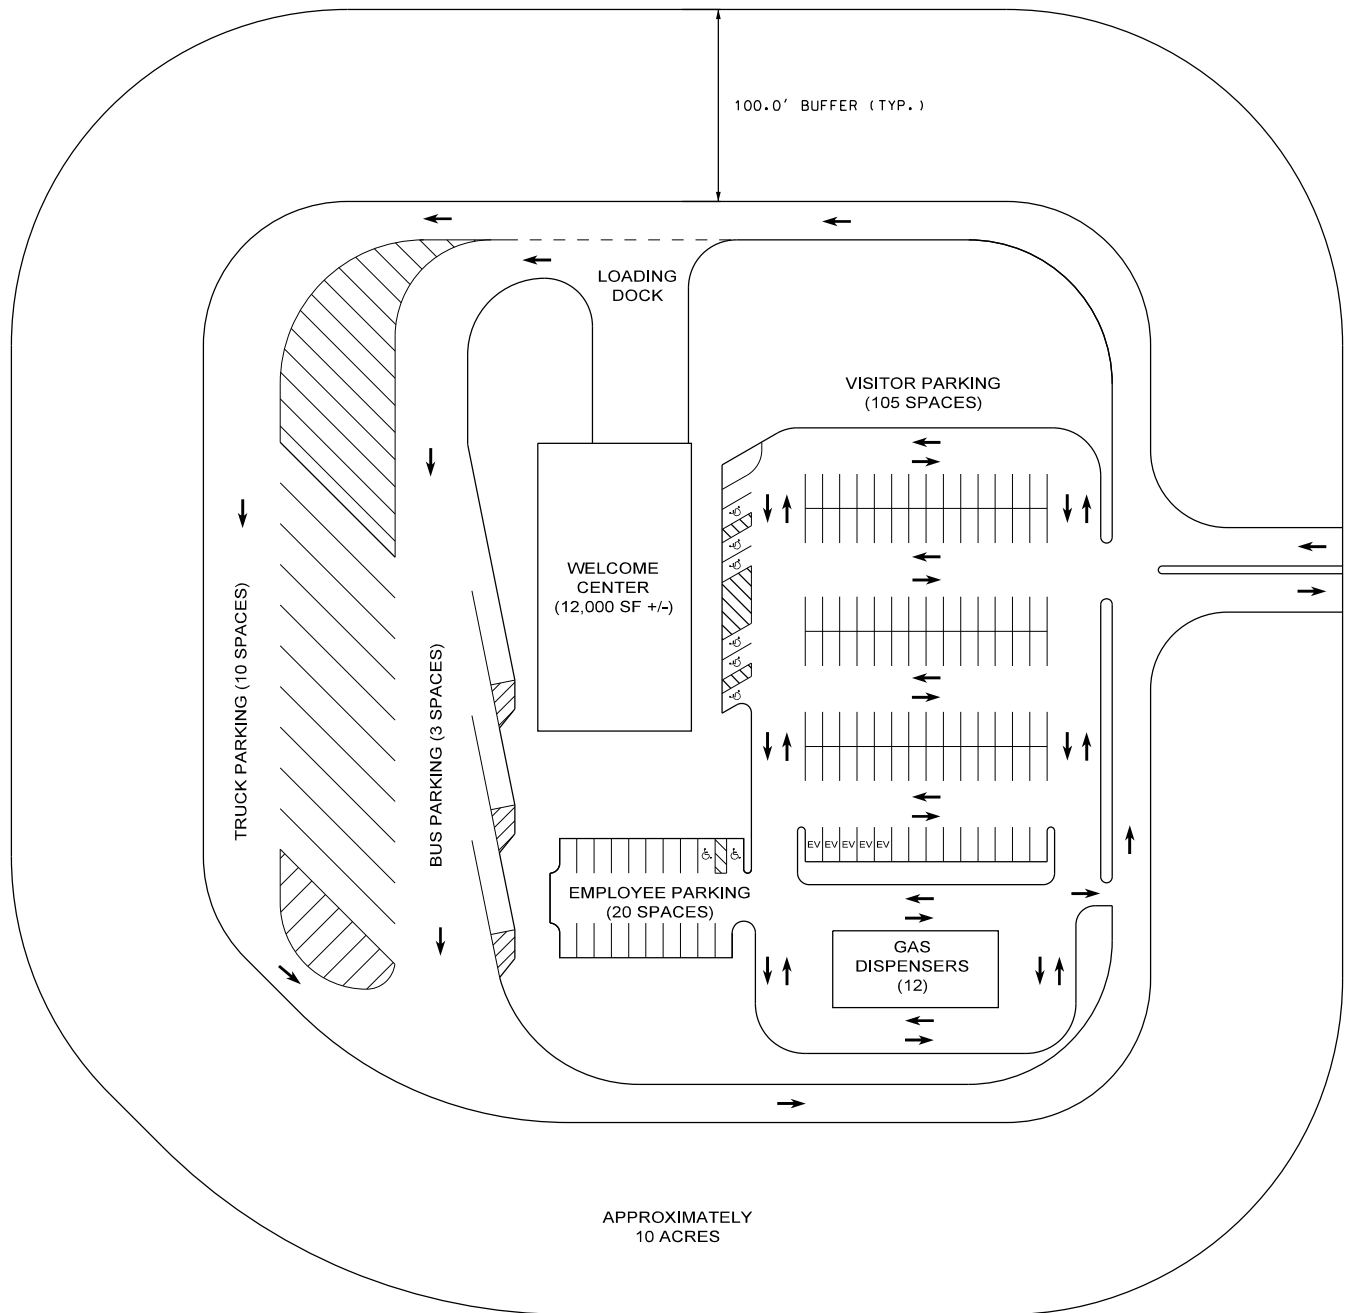 100.0' BUFFER (TYP.)
LOADING
DOCK
VISITOR PARKING
(105 SPACES)
WELCOME
CENTER
(12,000 SF +/-)
TRUCK PARKING (10 SPACES)
BUS PARKING (3 SPACES)
EV EV EV EV EV
EMPLOYEE PARKING
(20 SPACES)
GAS
DISPENSERS
(12)
APPROXIMATELY
10 ACRES